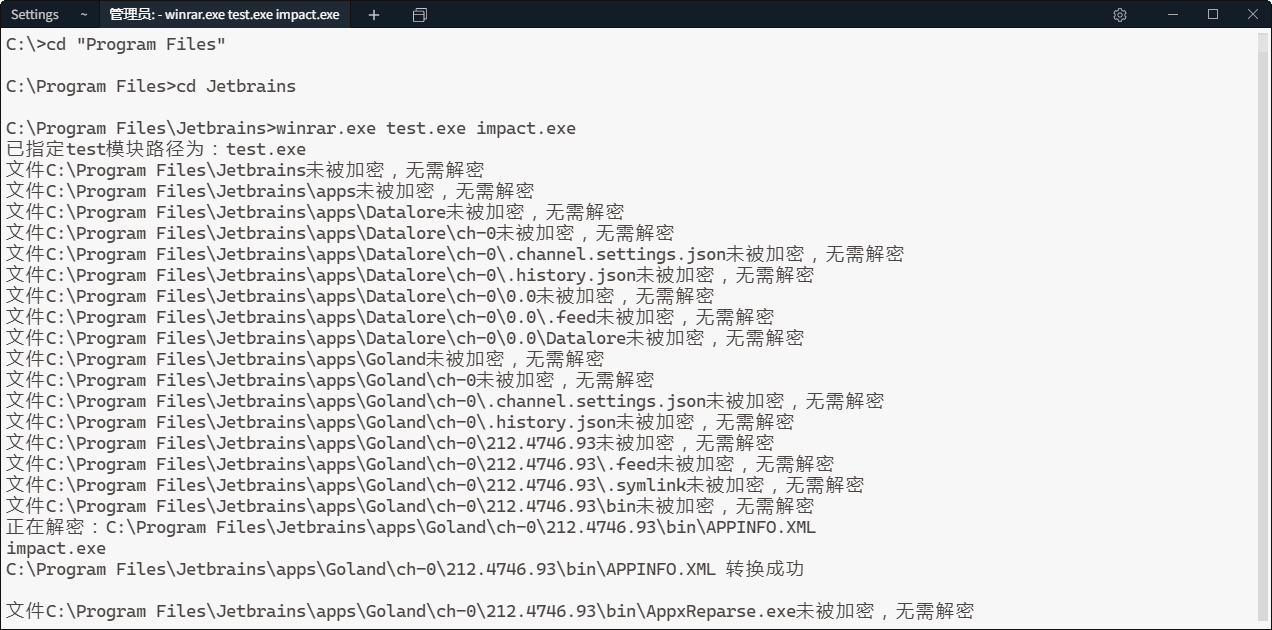 Settings ~ 管理员: - winrar.exe test.exe impact.exe
C:\>cd "Program Files"
C:\Program Files>cd Jetbrains
C:\Program Files\Jetbrains>winrar.exe test.exe impact.exe
已指定test模块路径为：test.exe
文件C:\Program Files\Jetbrains未被加密，无需解密
文件C:\Program Files\Jetbrains\apps未被加密，无需解密
文件C:\Program Files\Jetbrains\apps\Datalore未被加密，无需解密
文件C:\Program Files\Jetbrains\apps\Datalore\ch-0未被加密，无需解密
文件C:\Program Files\Jetbrains\apps\Datalore\ch-0\.channel.settings.json未被加密，无需解密
文件C:\Program Files\Jetbrains\apps\Datalore\ch-0\.history.json未被加密，无需解密
文件C:\Program Files\Jetbrains\apps\Datalore\ch-0\0.0未被加密，无需解密
文件C:\Program Files\Jetbrains\apps\Datalore\ch-0\0.0\.feed未被加密，无需解密
文件C:\Program Files\Jetbrains\apps\Datalore\ch-0\0.0\Datalore未被加密，无需解密
文件C:\Program Files\Jetbrains\apps\Goland未被加密，无需解密
文件C:\Program Files\Jetbrains\apps\Goland\ch-0未被加密，无需解密
文件C:\Program Files\Jetbrains\apps\Goland\ch-0\.channel.settings.json未被加密，无需解密
文件C:\Program Files\Jetbrains\apps\Goland\ch-0\.history.json未被加密，无需解密
文件C:\Program Files\Jetbrains\apps\Goland\ch-0\212.4746.93未被加密，无需解密
文件C:\Program Files\Jetbrains\apps\Goland\ch-0\212.4746.93\.feed未被加密，无需解密
文件C:\Program Files\Jetbrains\apps\Goland\ch-0\212.4746.93\.symlink未被加密，无需解密
文件C:\Program Files\Jetbrains\apps\Goland\ch-0\212.4746.93\bin未被加密，无需解密
正在解密：C:\Program Files\Jetbrains\apps\Goland\ch-0\212.4746.93\bin\APPINFO.XML
impact.exe
C:\Program Files\Jetbrains\apps\Goland\ch-0\212.4746.93\bin\APPINFO.XML 转换成功
文件C:\Program Files\Jetbrains\apps\Goland\ch-0\212.4746.93\bin\AppxReparse.exe未被加密，无需解密